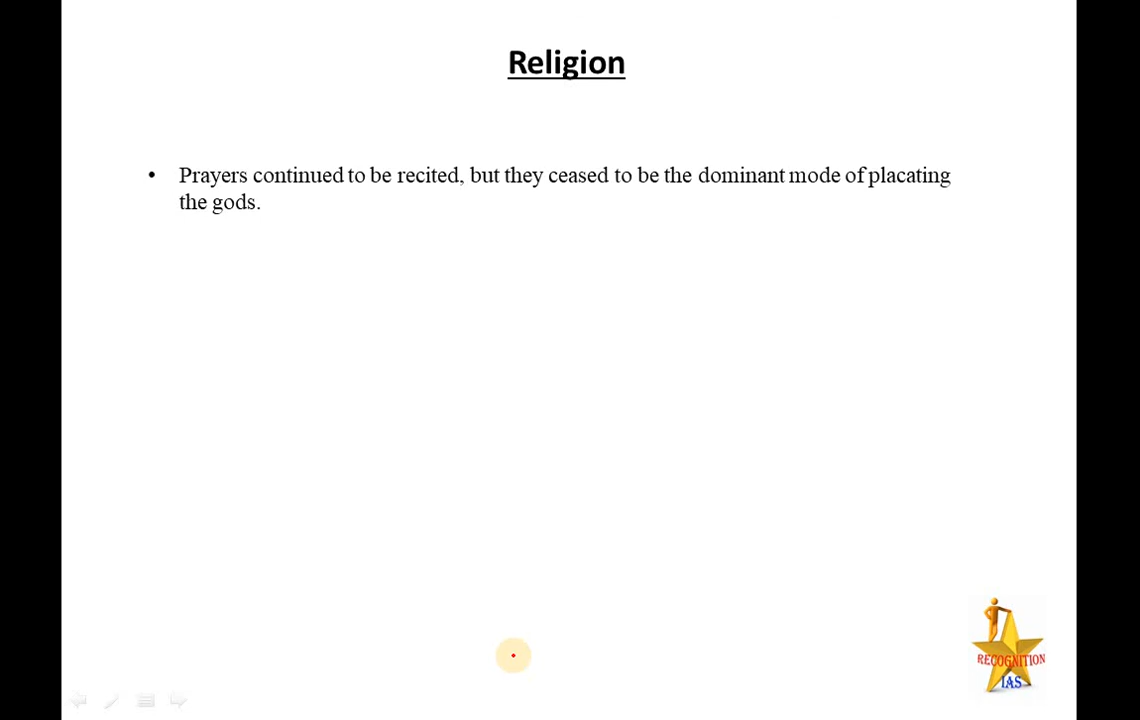 Religion
• Prayers continued to be recited, but they ceased to be the dominant mode of placating
the gods.
RECOGNITION
IAS